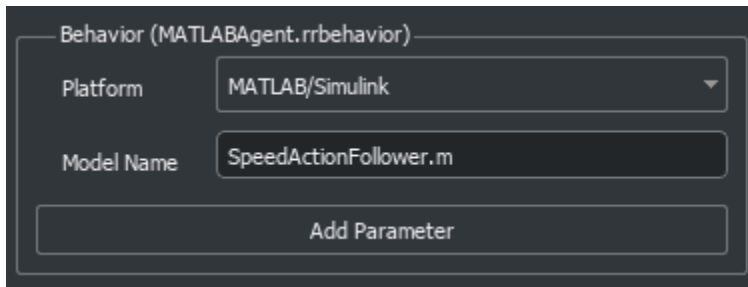 Behavior (MATLABAgent.rrbehavior)
Platform MATLAB/Simulink
Model Name SpeedActionFollower.m
Add Parameter